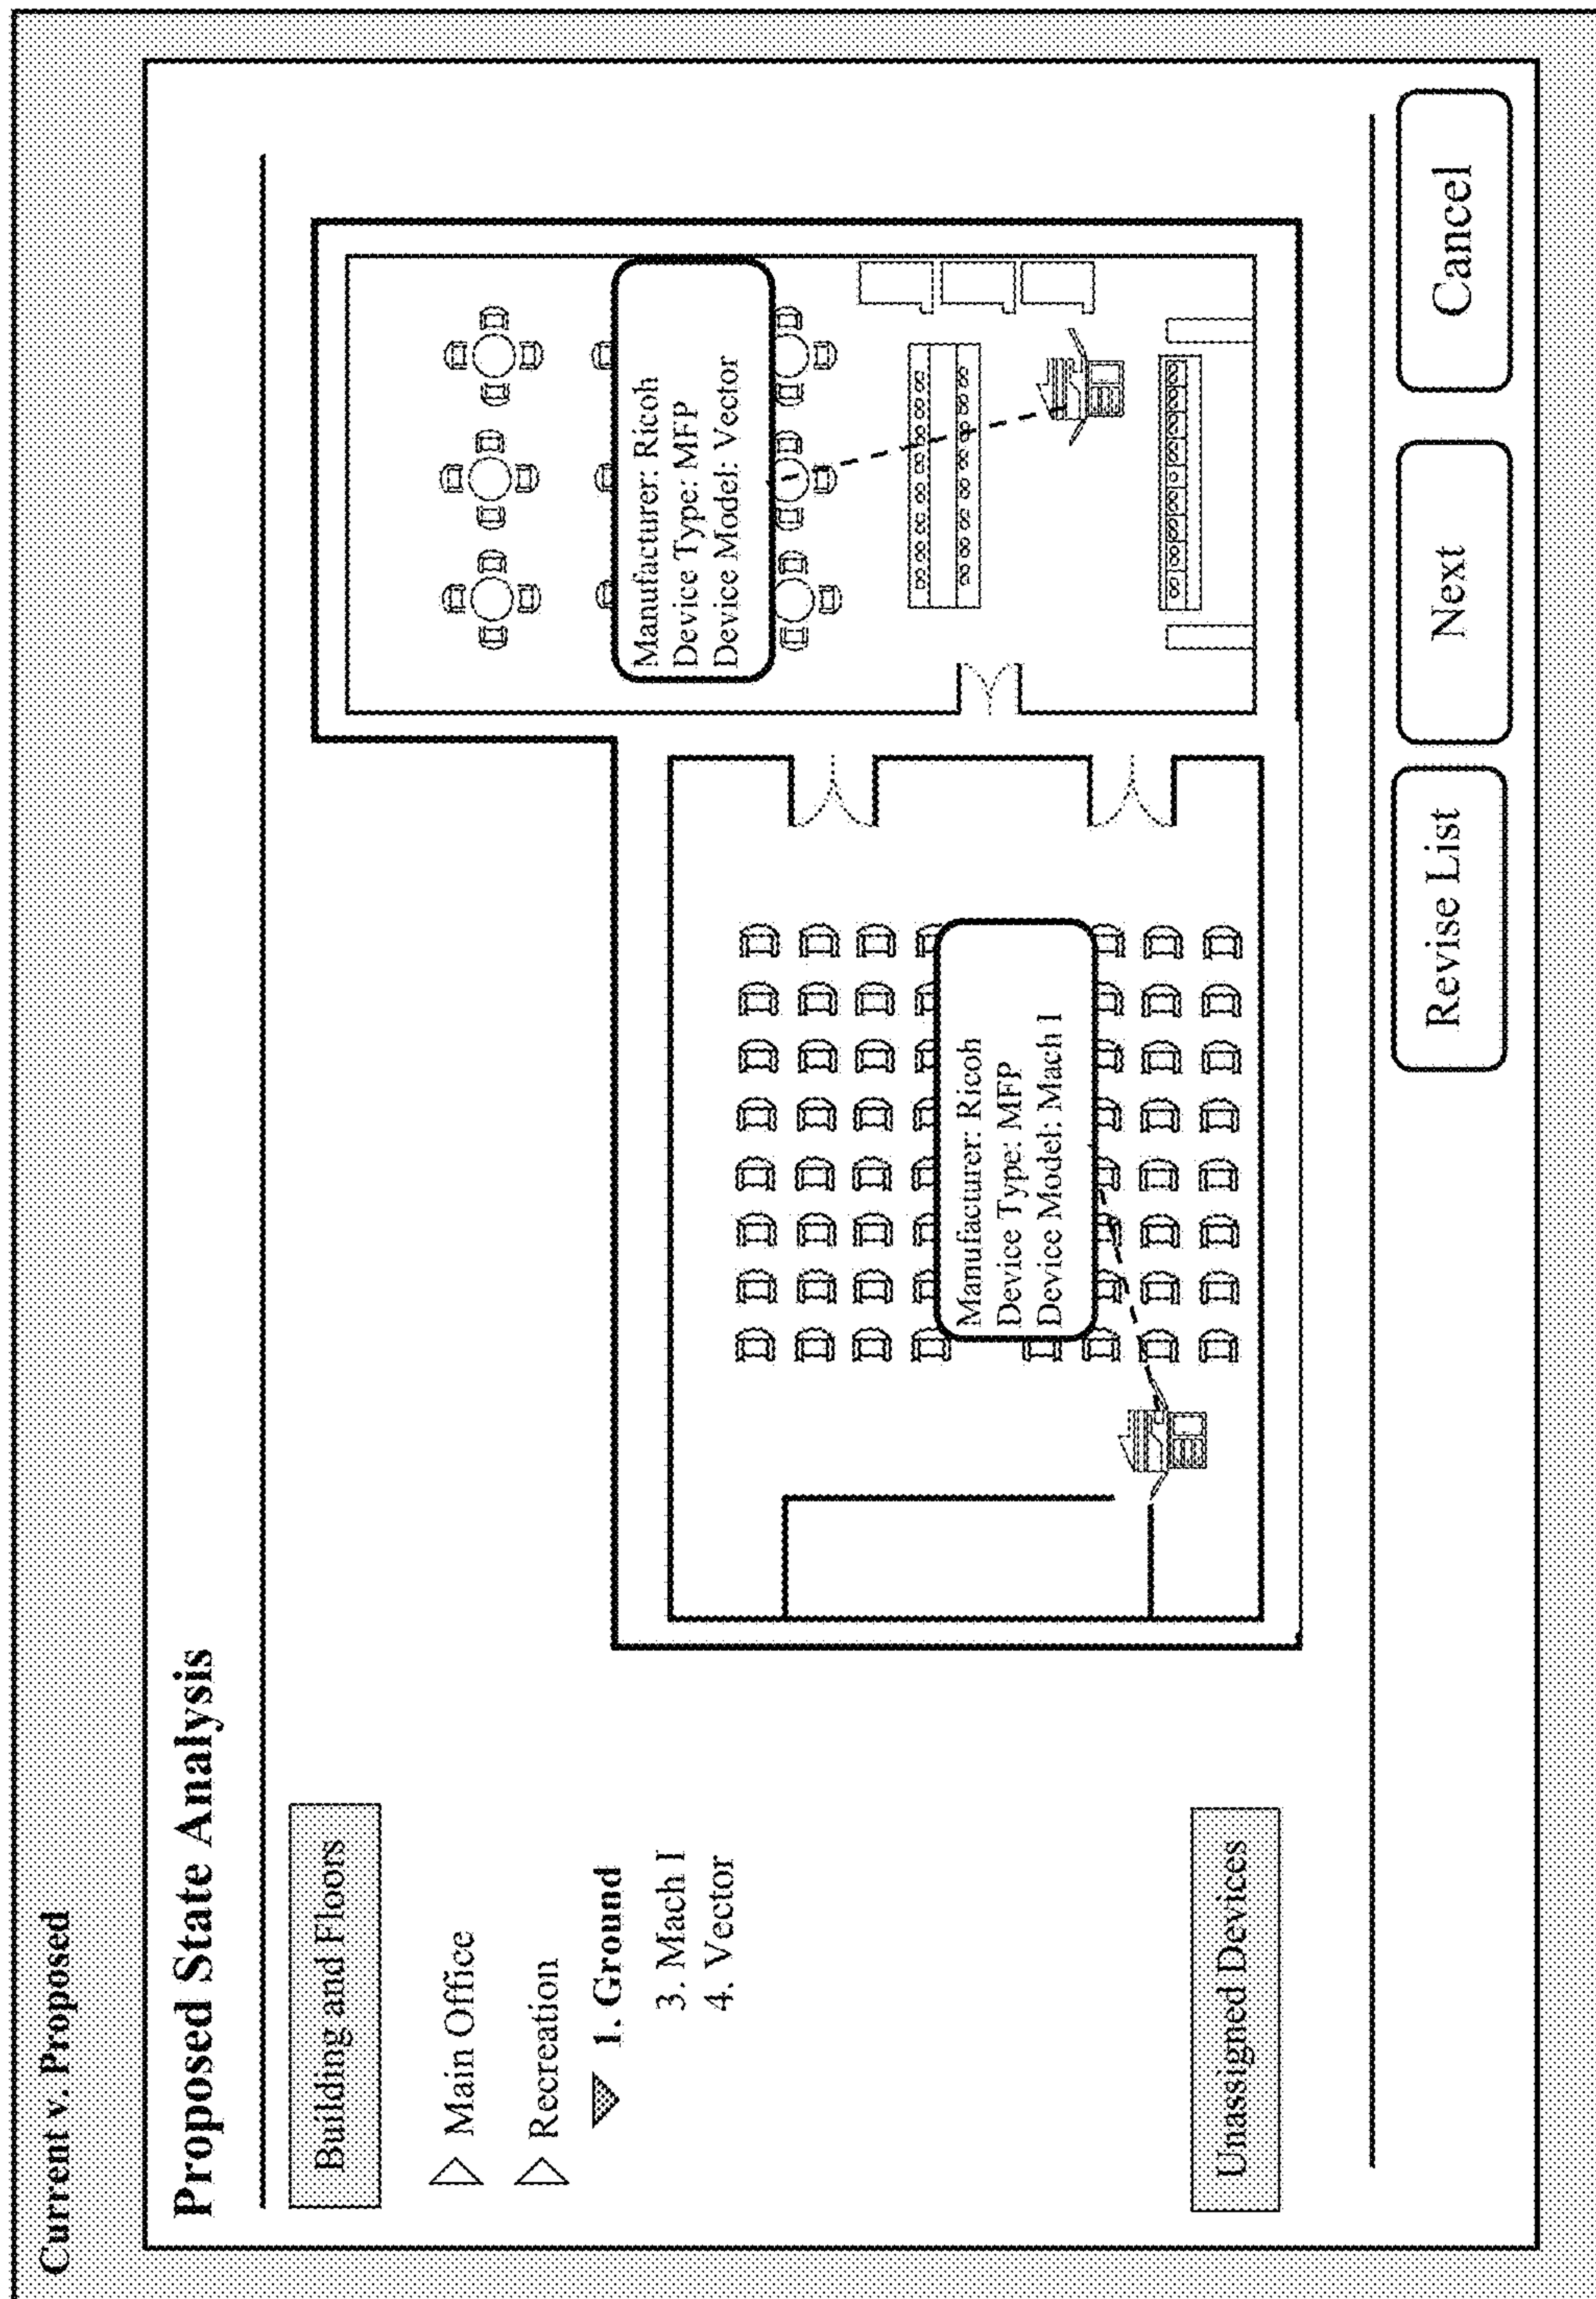 Current v. Proposed
Proposed State Analysis
Building and Floors
Main Office
Recreation
1. Ground
3. Mach I
4. Vector
Unassigned Devices
Manufacturer: Ricoh
Device Type: MFP
Device Model: Mach I
Manufacturer: Ricoh
Device Type: MFP
Device Model: Vector
Revise List
Next
Cancel